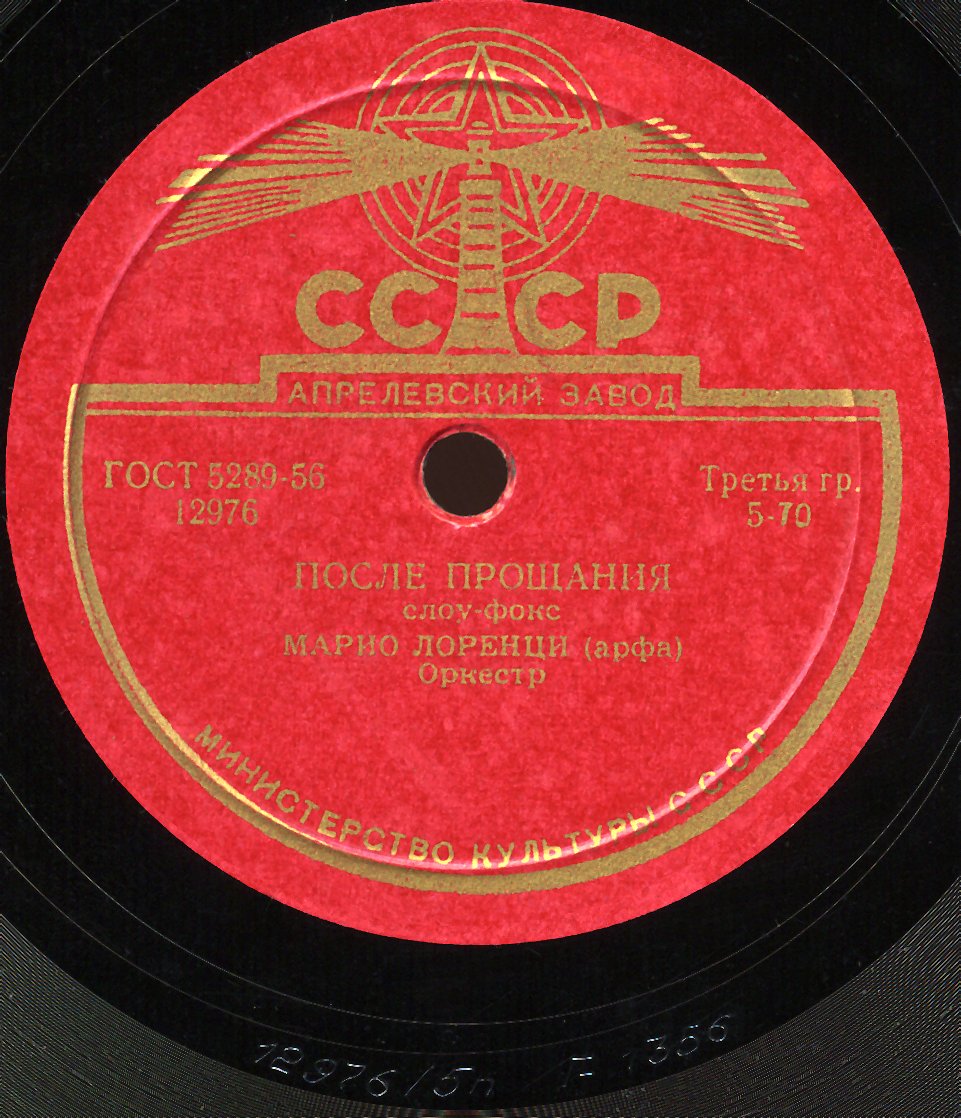 СССР
АПРЕЛЕВСКИЙ ЗАВОД
ГОСТ 5289-56
12976
Третья гр.
5-70
ПОСЛЕ ПРОЩАНИЯ
слоу-фокс
МАРИО ЛОРЕНЦИ (арфа)
Оркестр
МИНИСТЕРСТВО КУЛЬТУРЫ СССР
12976/5п Г-1356